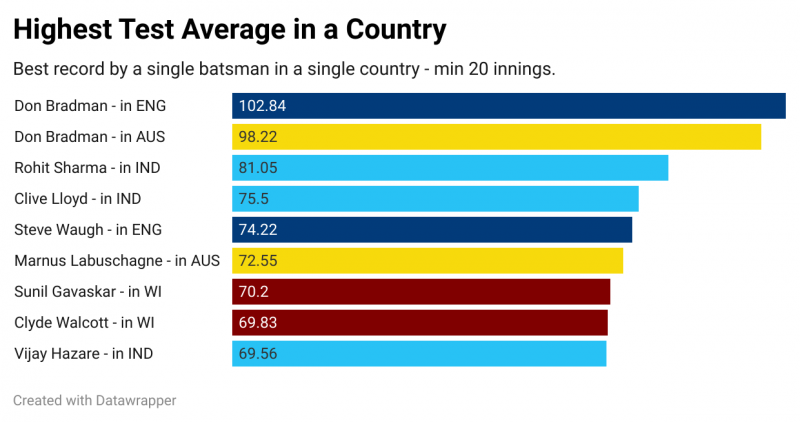 Highest Test Average in a Country
Best record by a single batsman in a single country - min 20 innings.
Don Bradman - in ENG 102.84
Don Bradman - in AUS 98.22
Rohit Sharma - in IND 81.05
Clive Lloyd - in IND 75.5
Steve Waugh - in ENG 74.22
Marnus Labuschagne - in AUS 72.55
Sunil Gavaskar - in WI 70.2
Clyde Walcott - in WI 69.83
Vijay Hazare - in IND 69.56
Created with Datawrapper